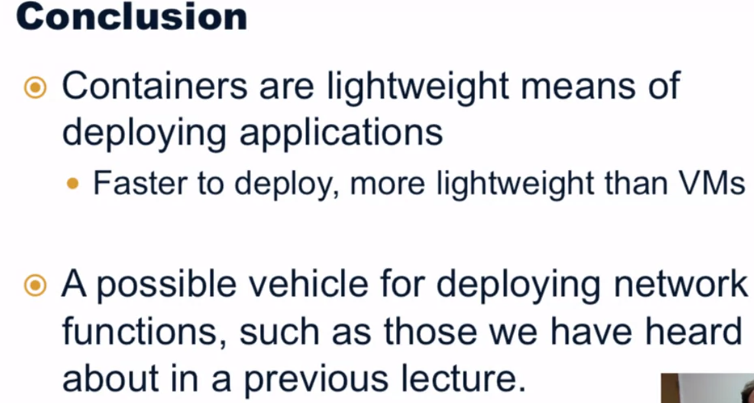 Conclusion
Containers are lightweight means of
deploying applications
Faster to deploy, more lightweight than VMs
A possible vehicle for deploying network
functions, such as those we have heard
about in a previous lecture.